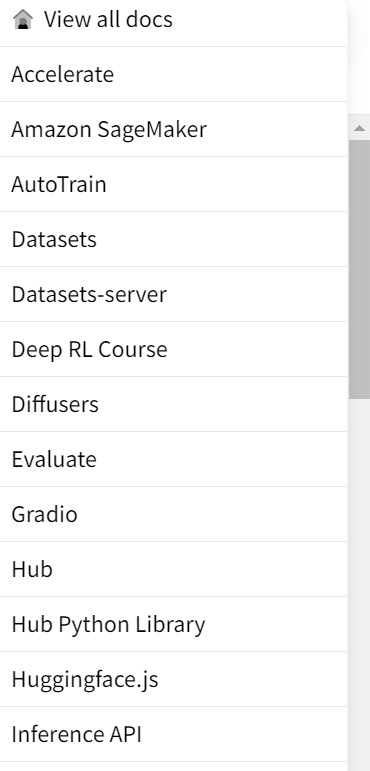 View all docs
Accelerate
Amazon SageMaker
AutoTrain
Datasets
Datasets-server
Deep RL Course
Diffusers
Evaluate
Gradio
Hub
Hub Python Library
Huggingface.js
Inference API